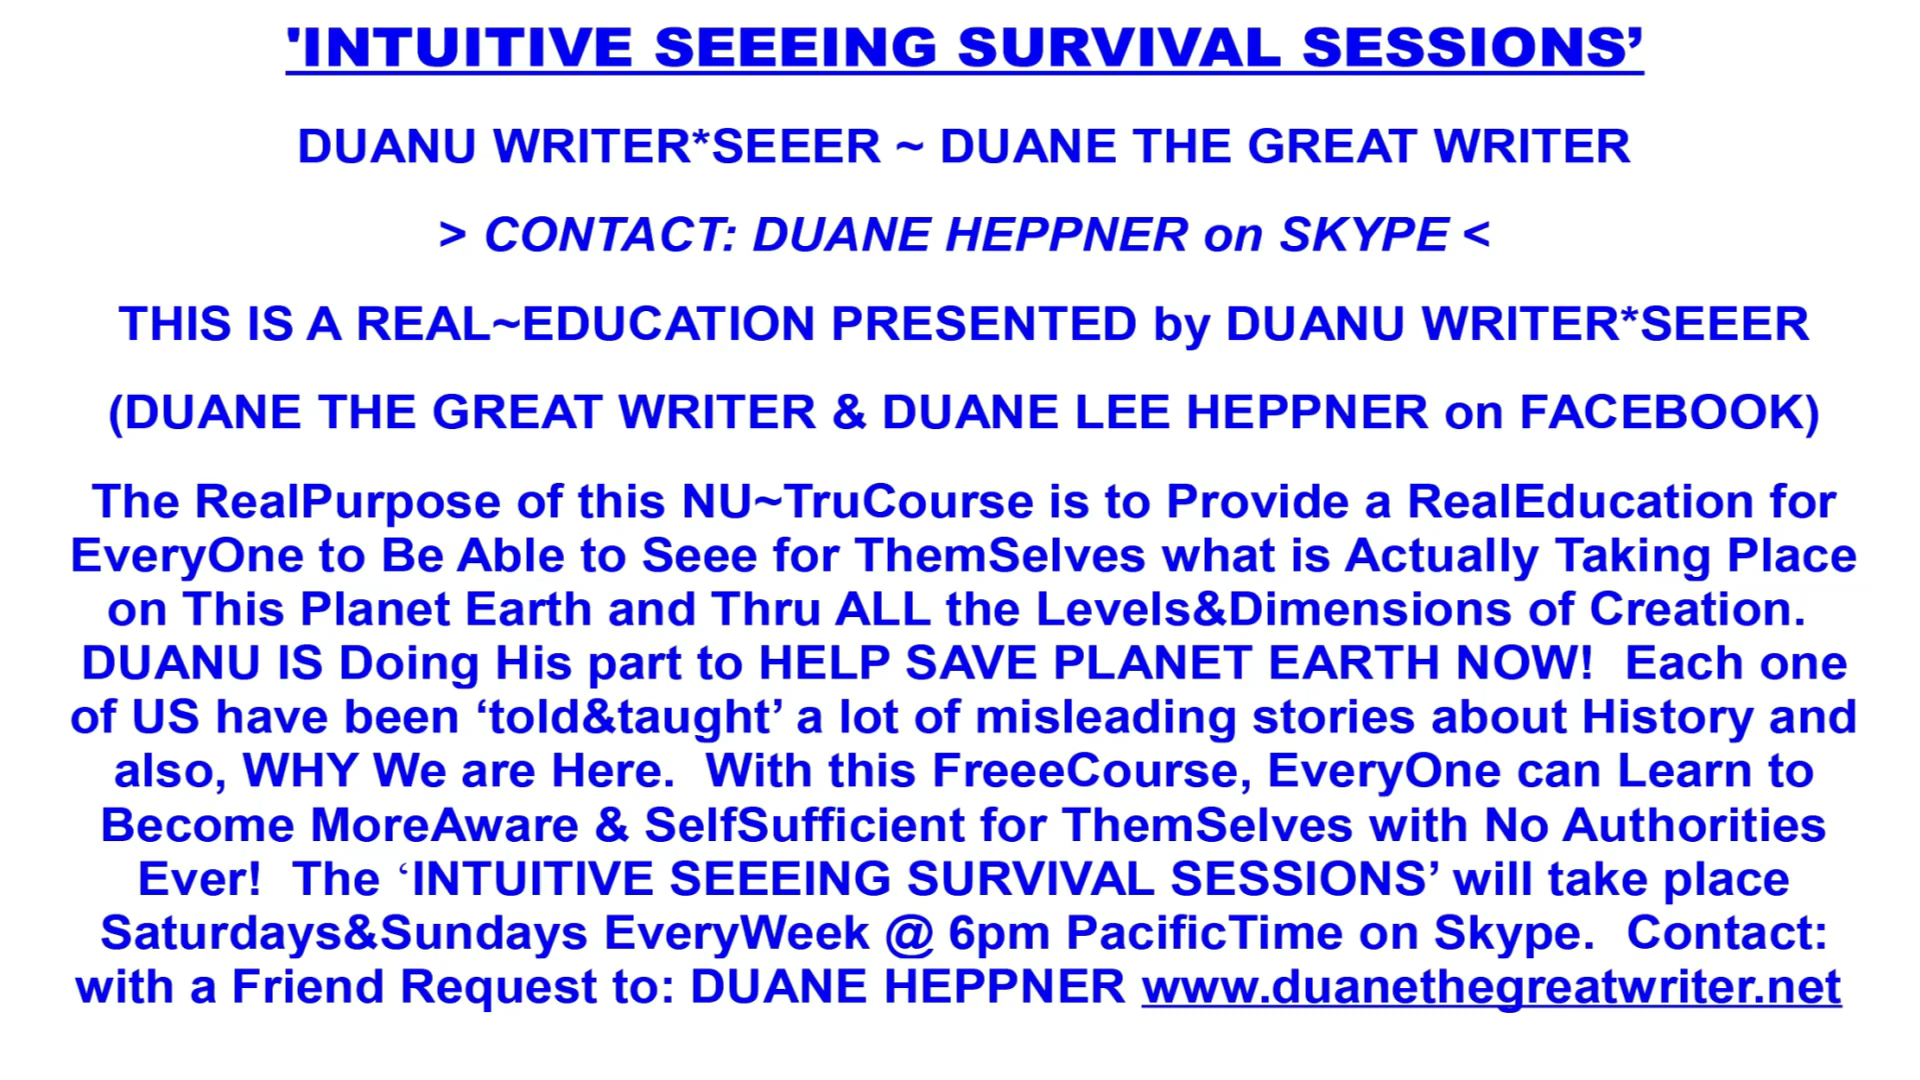 'INTUITIVE SEEEING SURVIVAL SESSIONS’
DUANU WRITER*SEEER ~ DUANE THE GREAT WRITER
> CONTACT: DUANE HEPPNER on SKYPE <
THIS IS A REAL~EDUCATION PRESENTED by DUANU WRITER*SEEER
(DUANE THE GREAT WRITER & DUANE LEE HEPPNER on FACEBOOK)
The RealPurpose of this NU~TruCourse is to Provide a RealEducation for
EveryOne to Be Able to Seee for ThemSelves what is Actually Taking Place
on This Planet Earth and Thru ALL the Levels&Dimensions of Creation.
DUANU IS Doing His part to HELP SAVE PLANET EARTH NOW!  Each one
of US have been ‘told&taught’ a lot of misleading stories about History and
also, WHY We are Here.  With this FreeeCourse, EveryOne can Learn to
Become MoreAware & SelfSufficient for ThemSelves with No Authorities
Ever!  The ‘INTUITIVE SEEEING SURVIVAL SESSIONS’ will take place
Saturdays&Sundays EveryWeek @ 6pm PacificTime on Skype.  Contact:
with a Friend Request to: DUANE HEPPNER www.duanethegreatwriter.net